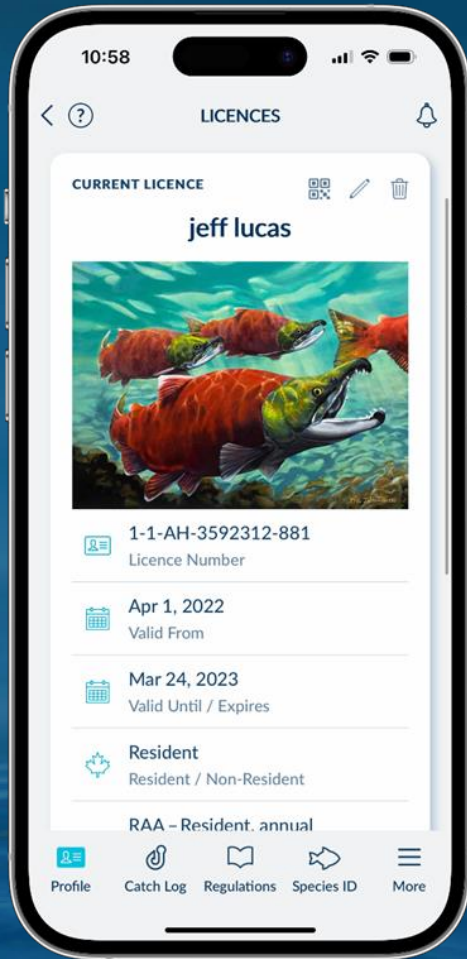 10:58
LICENCES
CURRENT LICENCE
jeff lucas
1-1-AH-3592312-881
Licence Number
Apr 1, 2022
Valid From
Mar 24, 2023
Valid Until / Expires
Resident
Resident / Non-Resident
RAA – Resident, annual
Profile Catch Log Regulations Species ID More